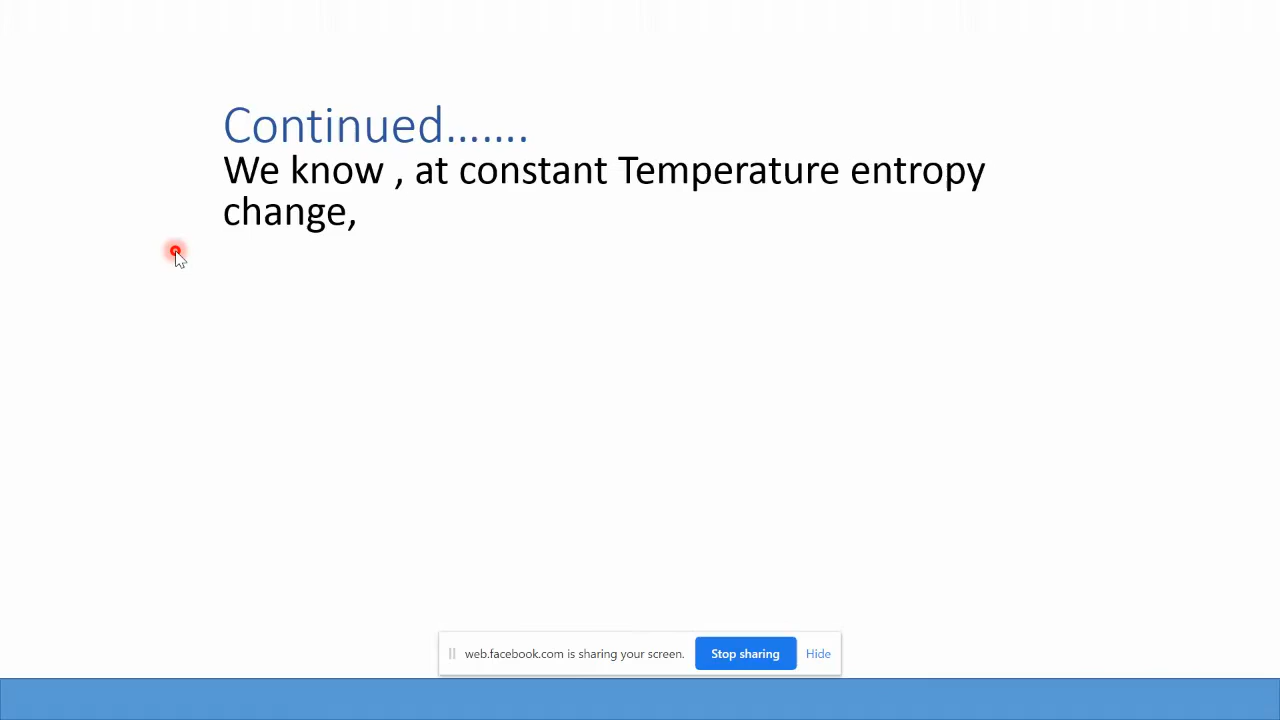 Continued…….
We know , at constant Temperature entropy
change,
web.facebook.com is sharing your screen. Stop sharing Hide